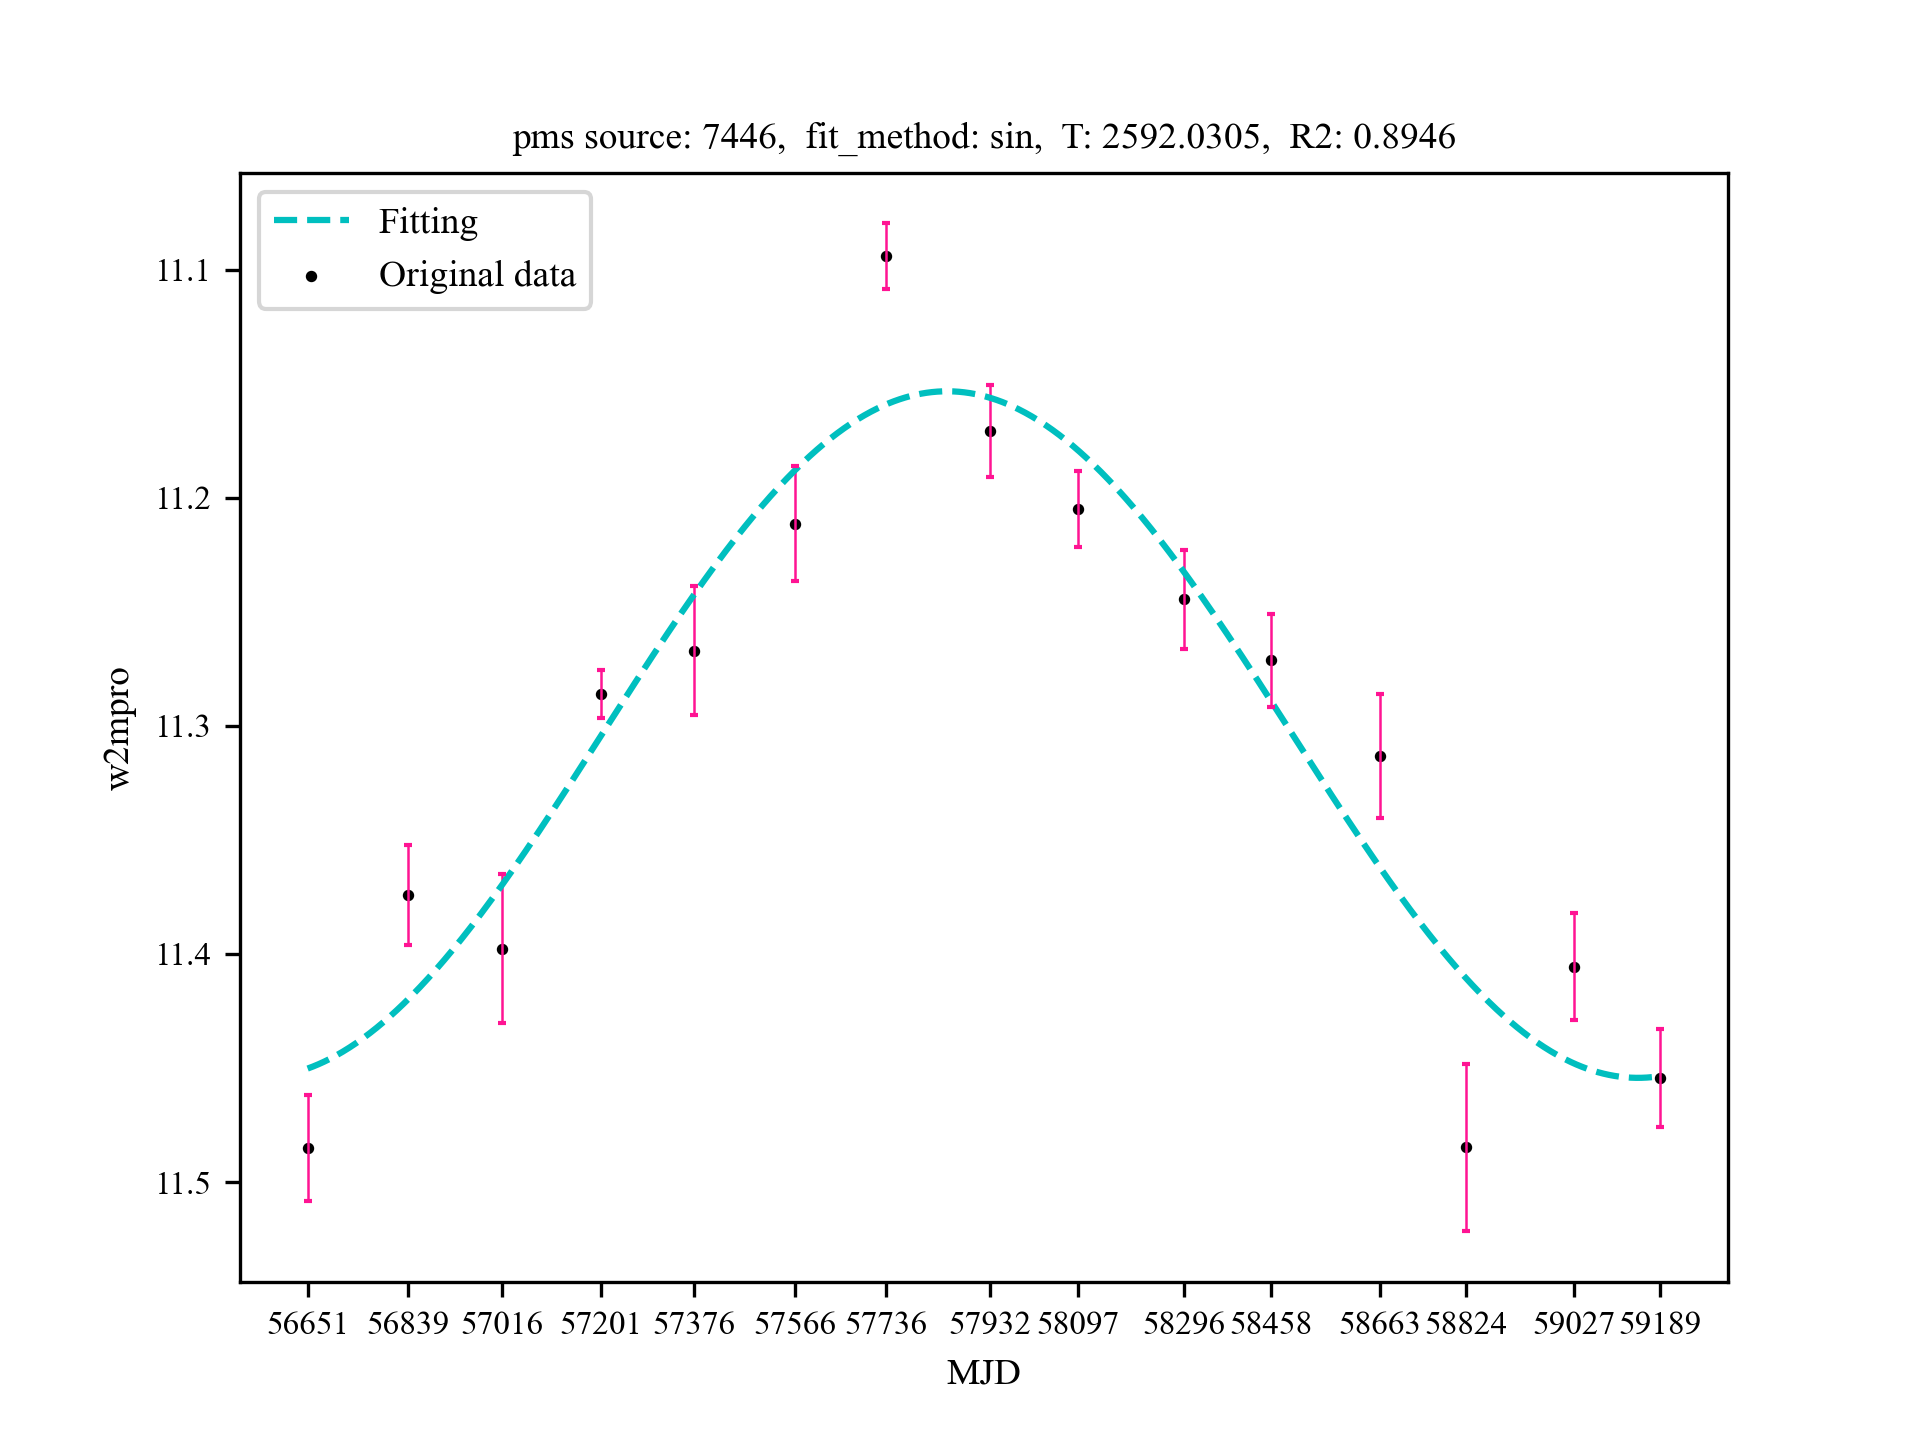 pms source: 7446, fit_method: sin, T: 2592.0305, R2: 0.8946
Fitting
Original data
11.1
11.2
11.3
11.4
11.5
w2mpro
56651 56839 57016 57201 57376 57566 57736 57932 58097 58296 58458 58663 58824 59027 59189
MJD